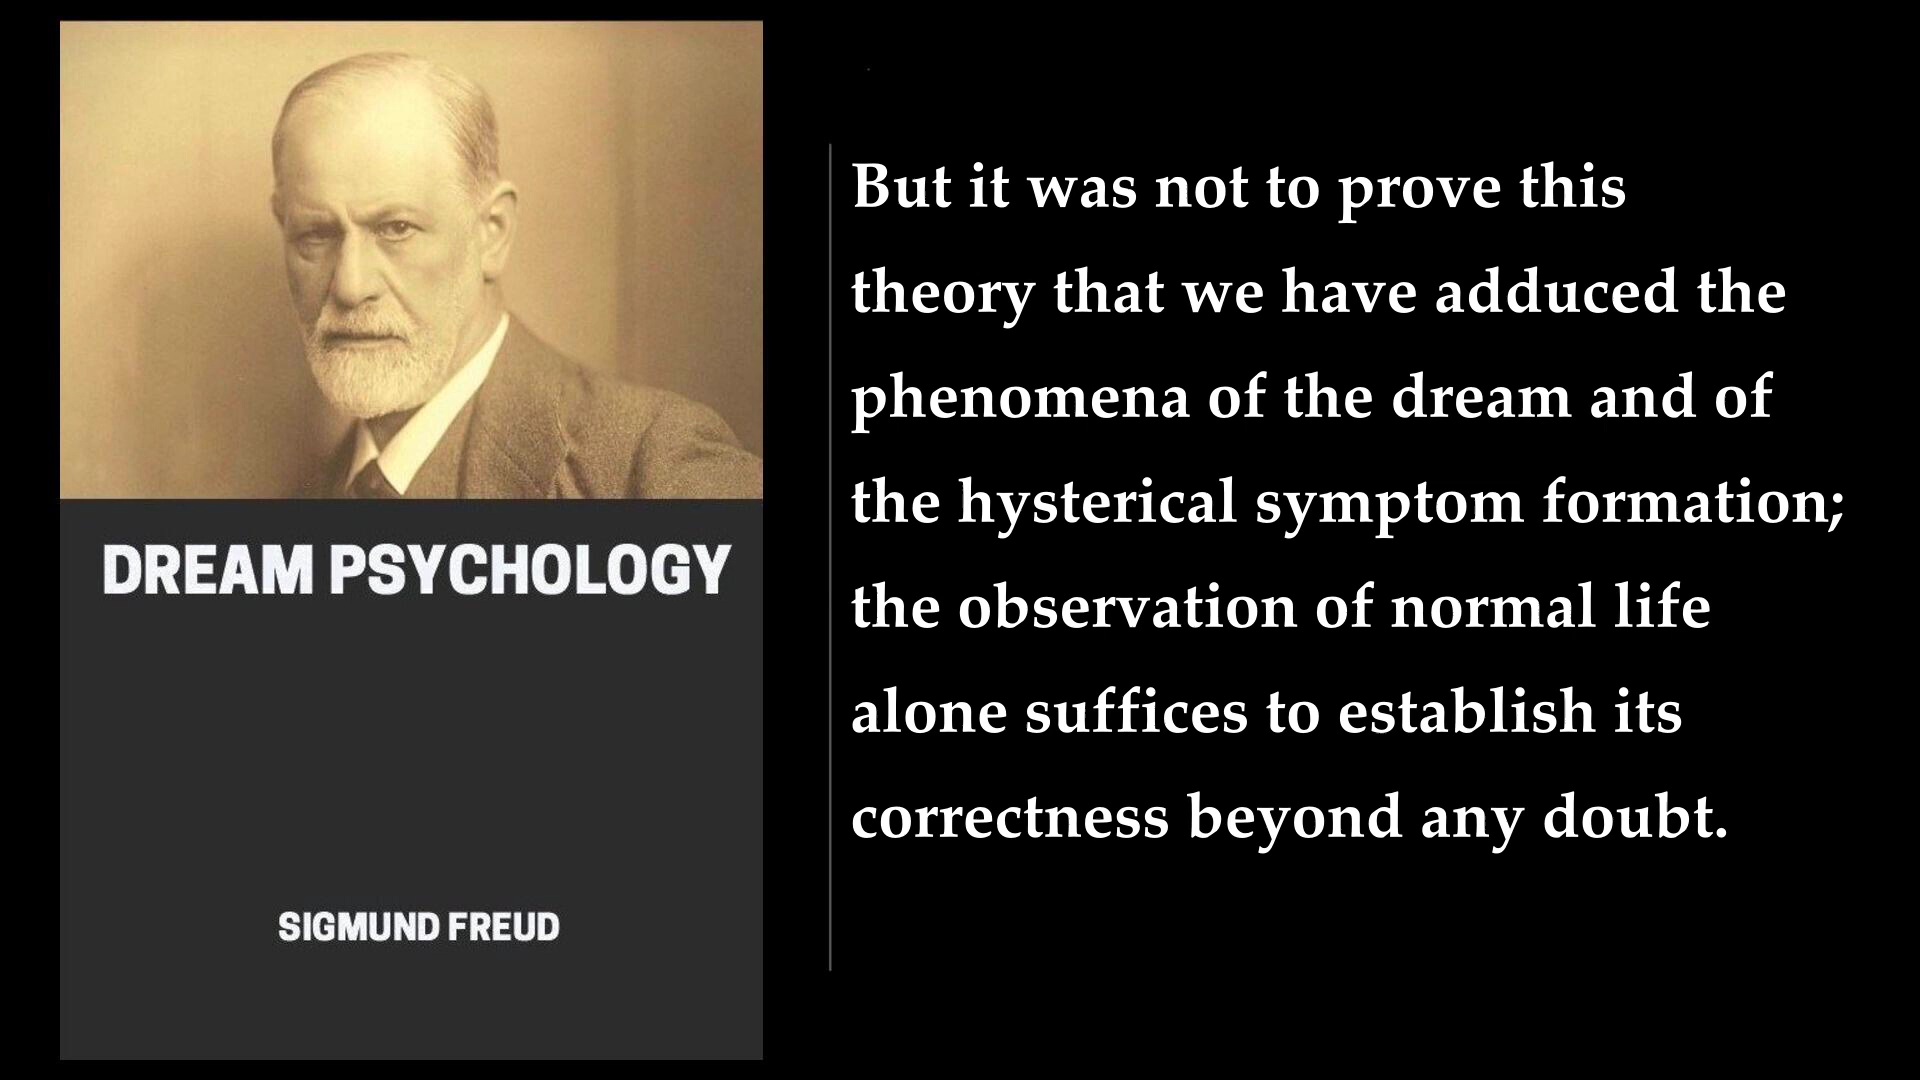 DREAM PSYCHOLOGY
SIGMUND FREUD
But it was not to prove this
theory that we have adduced the
phenomena of the dream and of
the hysterical symptom formation;
the observation of normal life
alone suffices to establish its
correctness beyond any doubt.